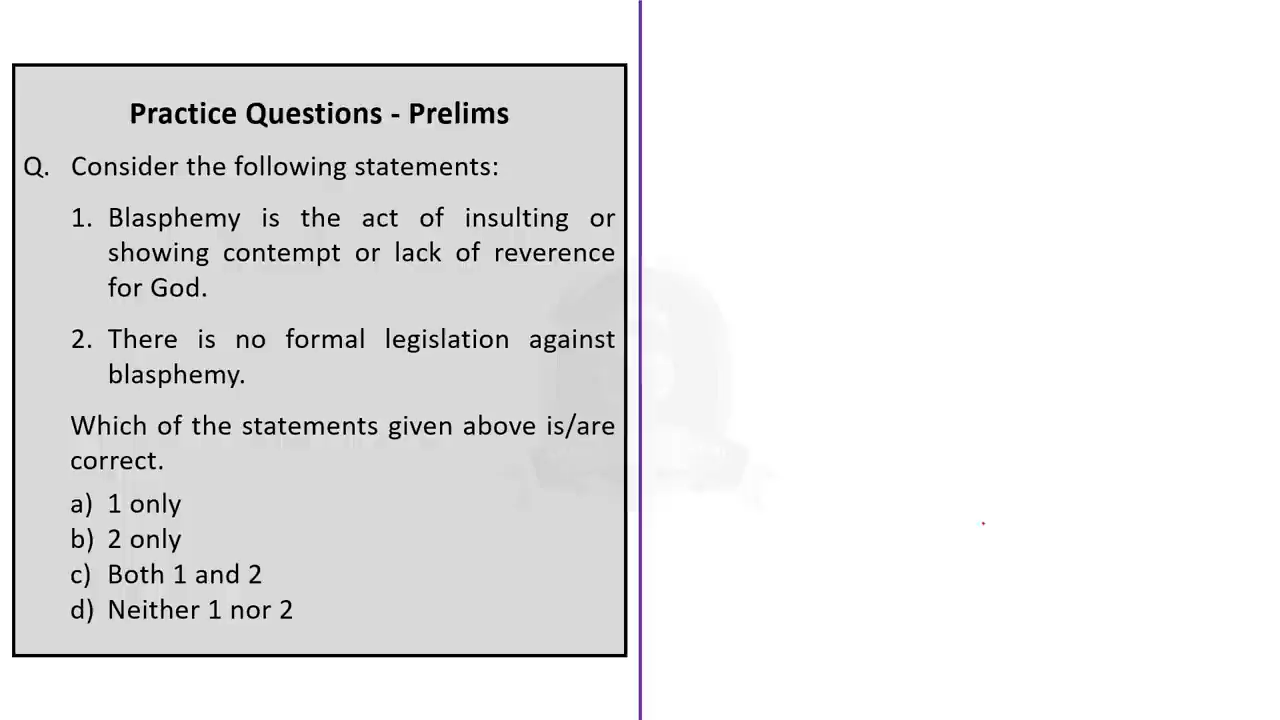 Practice Questions - Prelims
Q. Consider the following statements:
1. Blasphemy is the act of insulting or
showing contempt or lack of reverence
for God.
2. There is no formal legislation against
blasphemy.
Which of the statements given above is/are
correct.
a) 1 only
b) 2 only
c) Both 1 and 2
d) Neither 1 nor 2